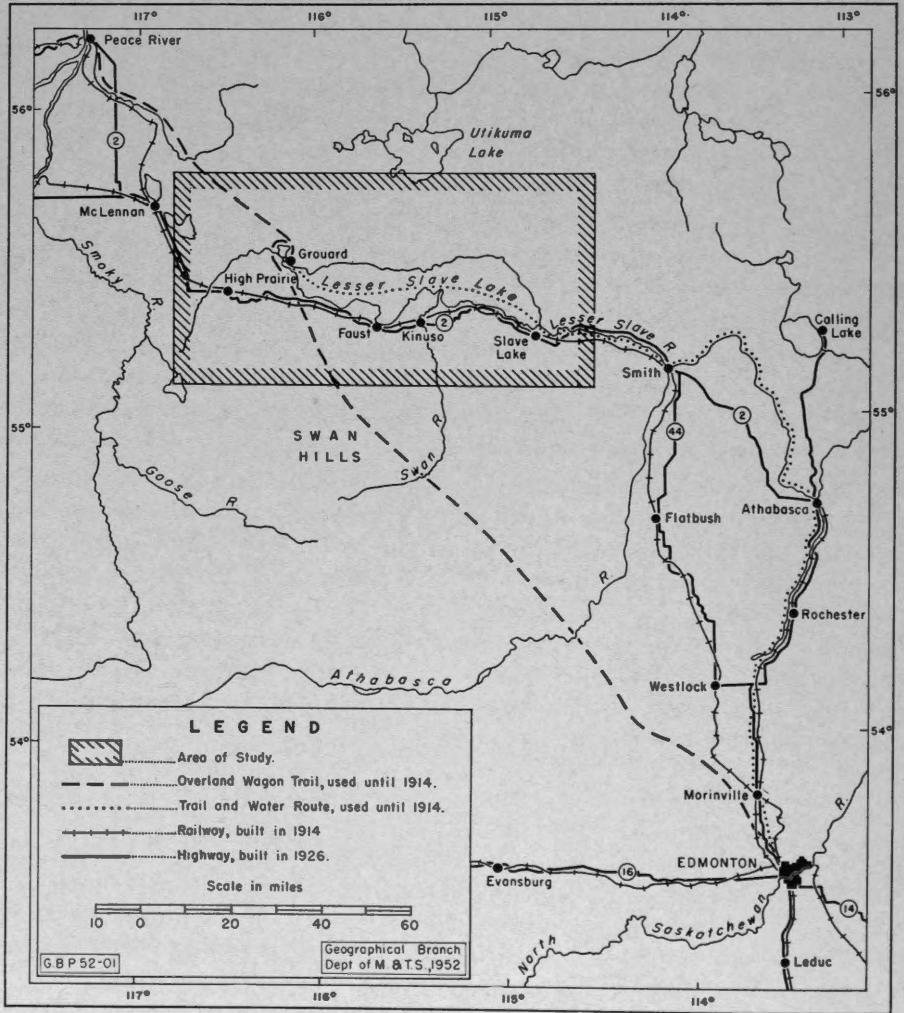 117°
116°
115°
114°
113°
Peace River
56°
56°
2
Utikuma
Lake
McLennan
Smoky
R
Grouard
High Prairie
Lesser Slave Lake
Calling
Lake
Faust
Kinuso
2
Slave
Lake
esser Slave R
Smith
55°
55°
SWAN
HILLS
Swan R
44
2
Goose R
Athabasca
Flatbush
R
Rochester
Athabasca
Westlock
54°
54°
LEGEND
Area of Study.
Overland Wagon Trail, used until 1914.
Trail and Water Route, used until 1914.
Railway, built in 1914
Highway, built in 1926.
Scale in miles
10 0 20 40 60
G.B P 52-01
Geographical Branch
Dept of M. & T.S., 1952
Morinville
R.
EDMONTON
Evansburg
16
14
North Saskatchewan
Leduc
117°
116°
115°
114°